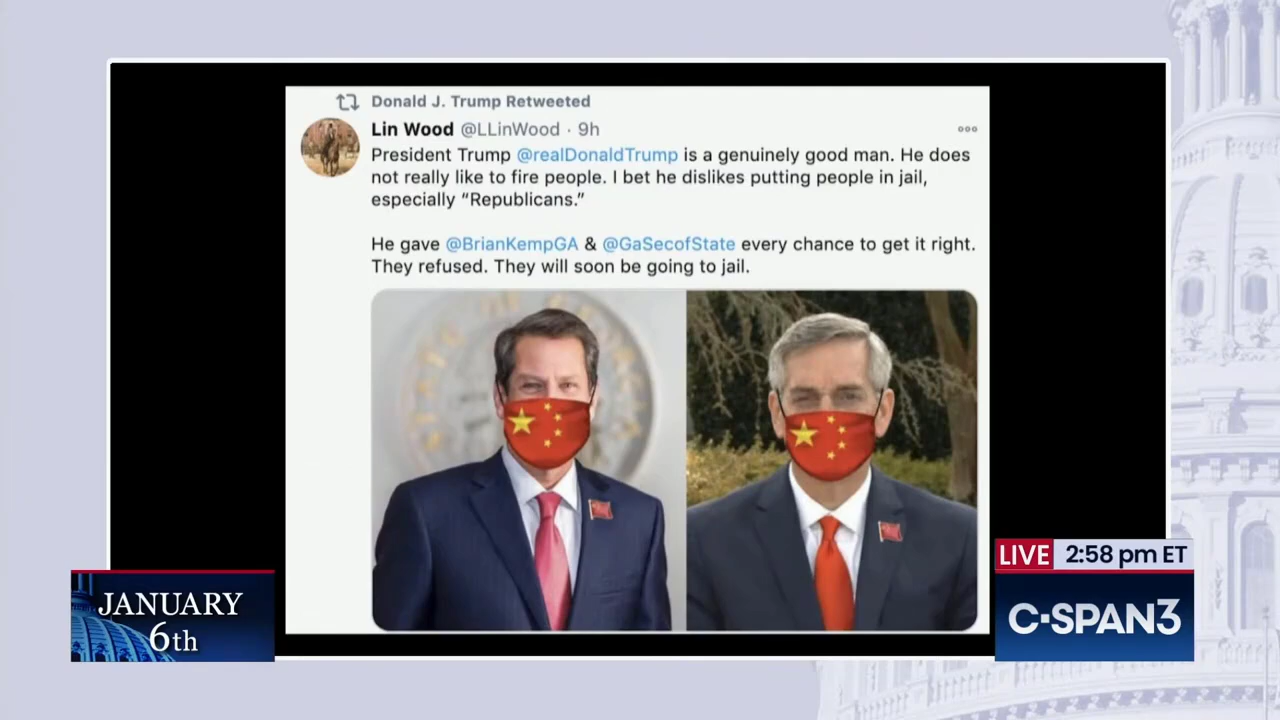 Donald J. Trump Retweeted
Lin Wood @LLinWood · 9h
President Trump @realDonaldTrump is a genuinely good man. He does
not really like to fire people. I bet he dislikes putting people in jail,
especially “Republicans.”
He gave @BrianKempGA & @GaSecofState every chance to get it right.
They refused. They will soon be going to jail.
JANUARY
6th
LIVE 2:58 pm ET
C-SPAN3